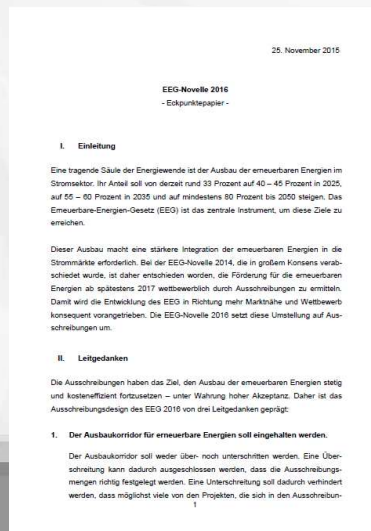 25. November 2015
EEG-Novelle 2016
- Eckpunktepapier -
I. Einleitung
Eine tragende Säule der Energiewende ist der Ausbau der erneuerbaren Energien im
Stromsektor. Ihr Anteil soll von derzeit rund 33 Prozent auf 40 – 45 Prozent in 2025,
auf 55 – 60 Prozent in 2035 und auf mindestens 80 Prozent bis 2050 steigen. Das
Erneuerbare-Energien-Gesetz (EEG) ist das zentrale Instrument, um diese Ziele zu
erreichen.
Dieser Ausbau macht eine stärkere Integration der erneuerbaren Energien in die
Strommärkte erforderlich. Bei der EEG-Novelle 2014, die in großem Konsens verab-
schiedet wurde, ist daher entschieden worden, die Förderung für die erneuerbaren
Energien ab spätestens 2017 wettbewerblich durch Ausschreibungen zu ermitteln.
Damit wird die Entwicklung des EEG in Richtung mehr Marktnähe und Wettbewerb
konsequent vorangetrieben. Die EEG-Novelle 2016 setzt diese Umstellung auf Aus-
schreibungen um.
II. Leitgedanken
Die Ausschreibungen haben das Ziel, den Ausbau der erneuerbaren Energien stetig
und kosteneffizient fortzusetzen – unter Wahrung hoher Akzeptanz. Daher ist das
Ausschreibungsdesign des EEG 2016 von drei Leitgedanken geprägt:
1. Der Ausbaukorridor für erneuerbare Energien soll eingehalten werden.
Der Ausbaukorridor soll weder über- noch unterschritten werden. Eine Über-
schreitung kann dadurch ausgeschlossen werden, dass die Ausschreibungs-
mengen richtig festgelegt werden. Eine Unterschreitung soll dadurch verhindert
werden, dass möglichst viele von den Projekten, die sich in den Ausschreibun-
1